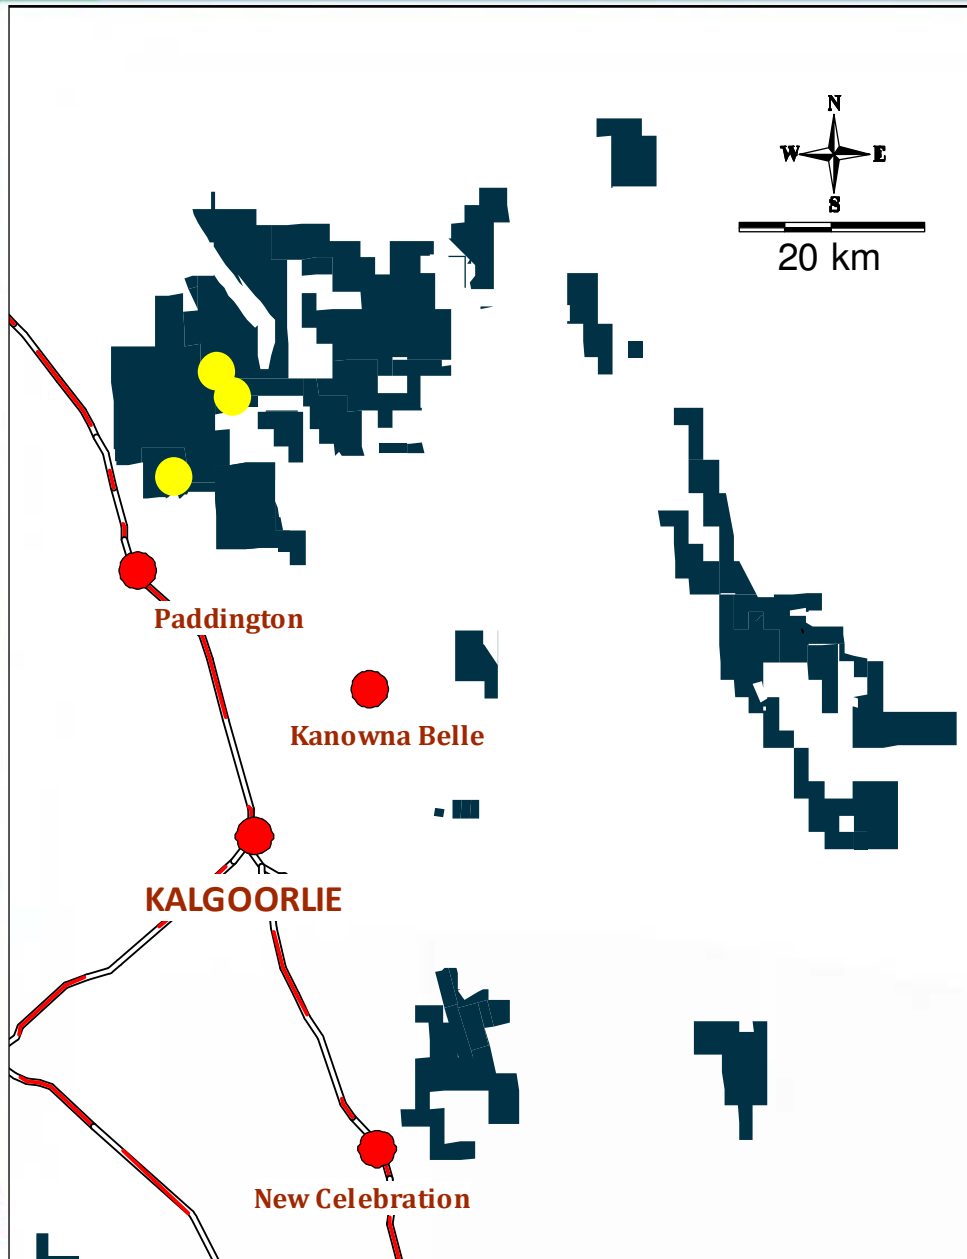 N
W E
S
20 km
Paddington
Kanowna Belle
KALGOORLIE
New Celebration